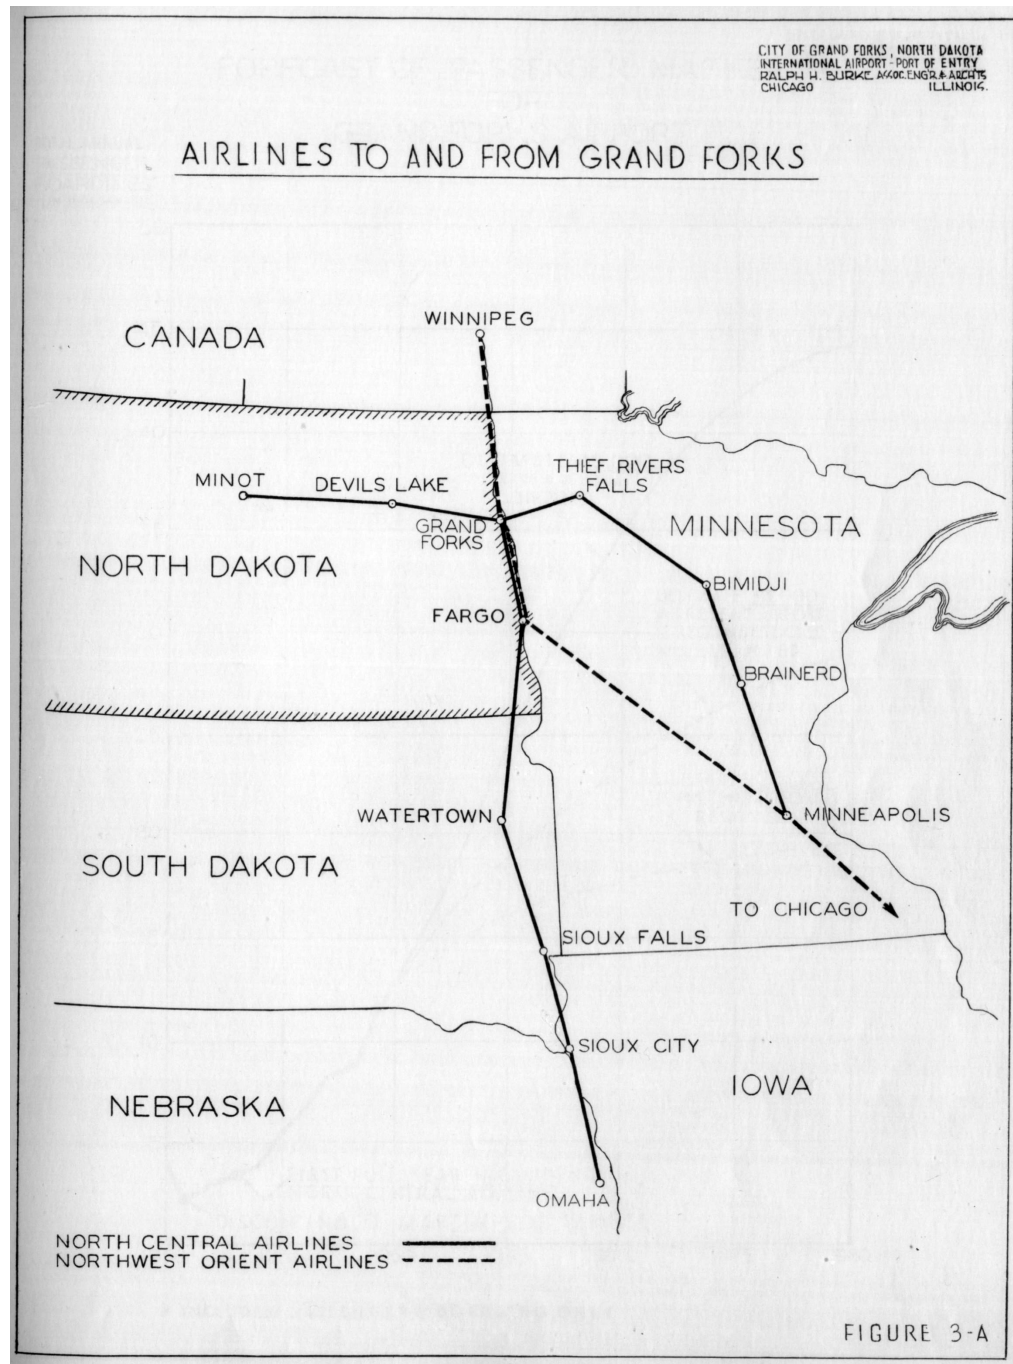 CITY OF GRAND FORKS, NORTH DAKOTA
INTERNATIONAL AIRPORT - PORT OF ENTRY
RALPH H. BURKE ASSOC. ENG'R & ARCHTS
CHICAGO ILLINOIS.
AIRLINES TO AND FROM GRAND FORKS
WINNIPEG
CANADA
THIEF RIVERS
FALLS
MINOT
DEVILS LAKE
GRAND
FORKS
MINNESOTA
NORTH DAKOTA
BIMIDJI
FARGO
BRAINERD
WATERTOWN
MINNEAPOLIS
SOUTH DAKOTA
TO CHICAGO
SIOUX FALLS
SIOUX CITY
IOWA
NEBRASKA
OMAHA
NORTH CENTRAL AIRLINES
NORTHWEST ORIENT AIRLINES
FIGURE 3-A